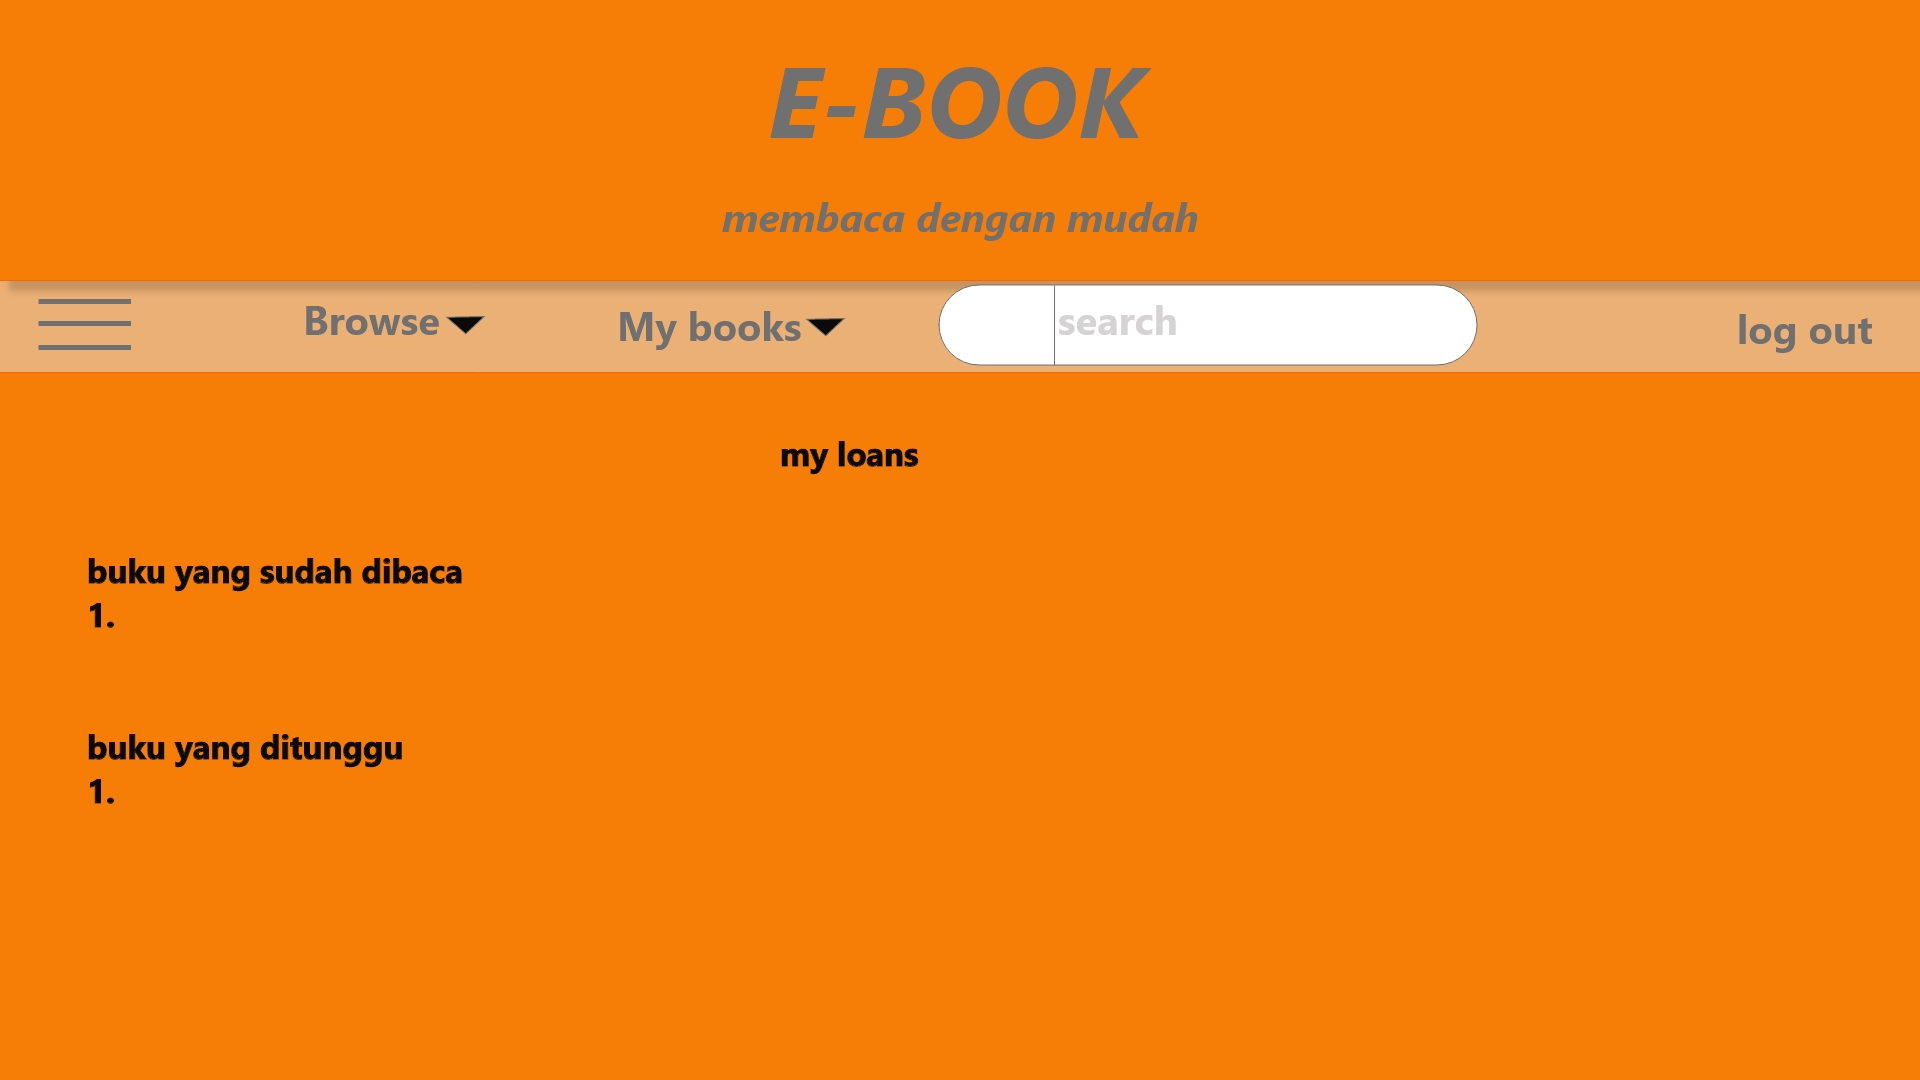 E-BOOK
membaca dengan mudah
Browse
My books
search
log out
my loans
buku yang sudah dibaca
1.
buku yang ditunggu
1.